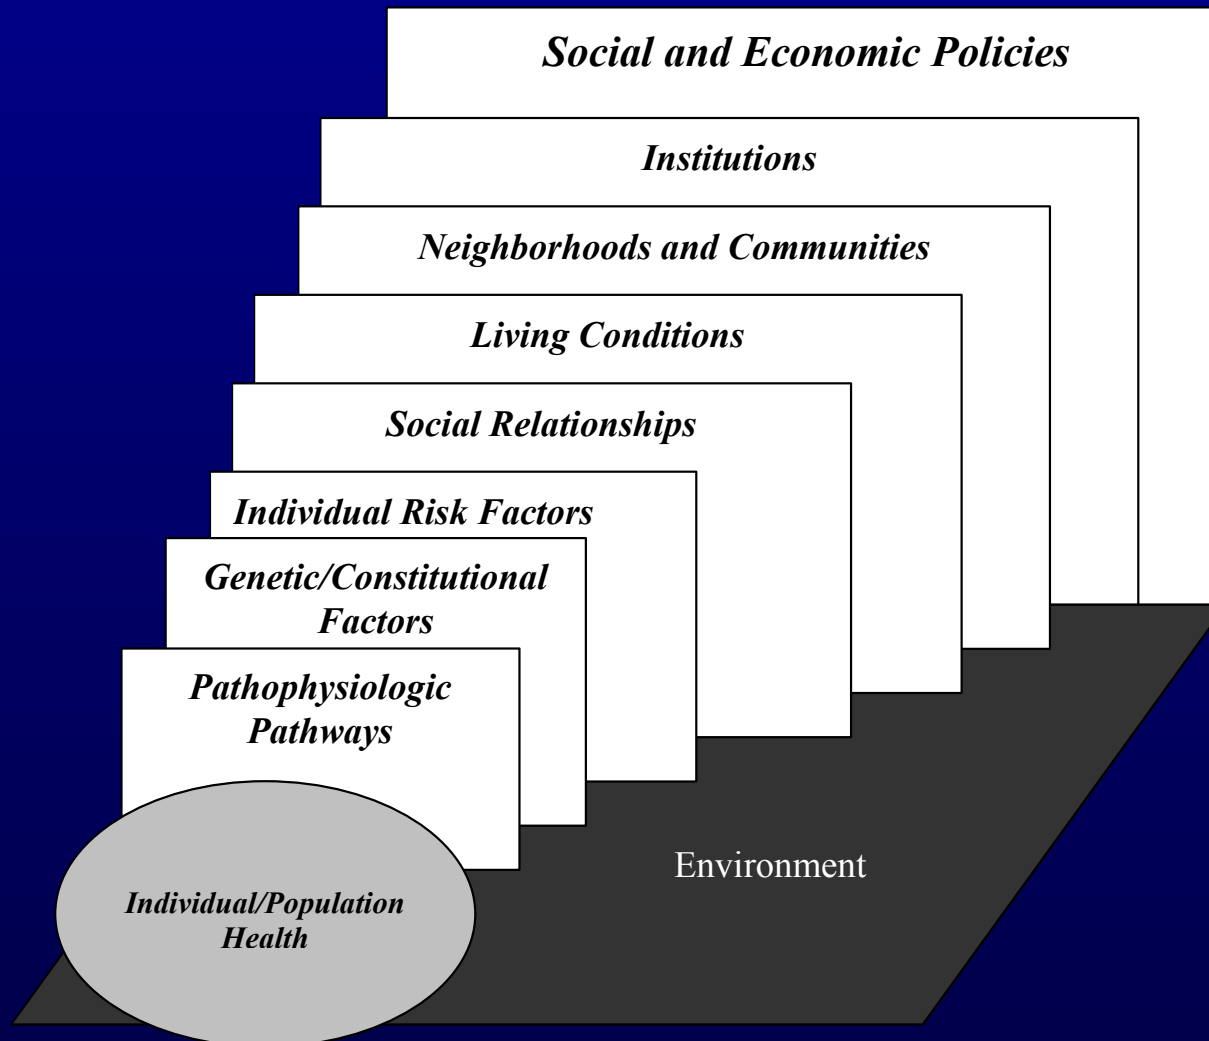 Social and Economic Policies
Institutions
Neighborhoods and Communities
Living Conditions
Social Relationships
Individual Risk Factors
Genetic/Constitutional
Factors
Pathophysiologic
Pathways
Environment
Individual/Population
Health